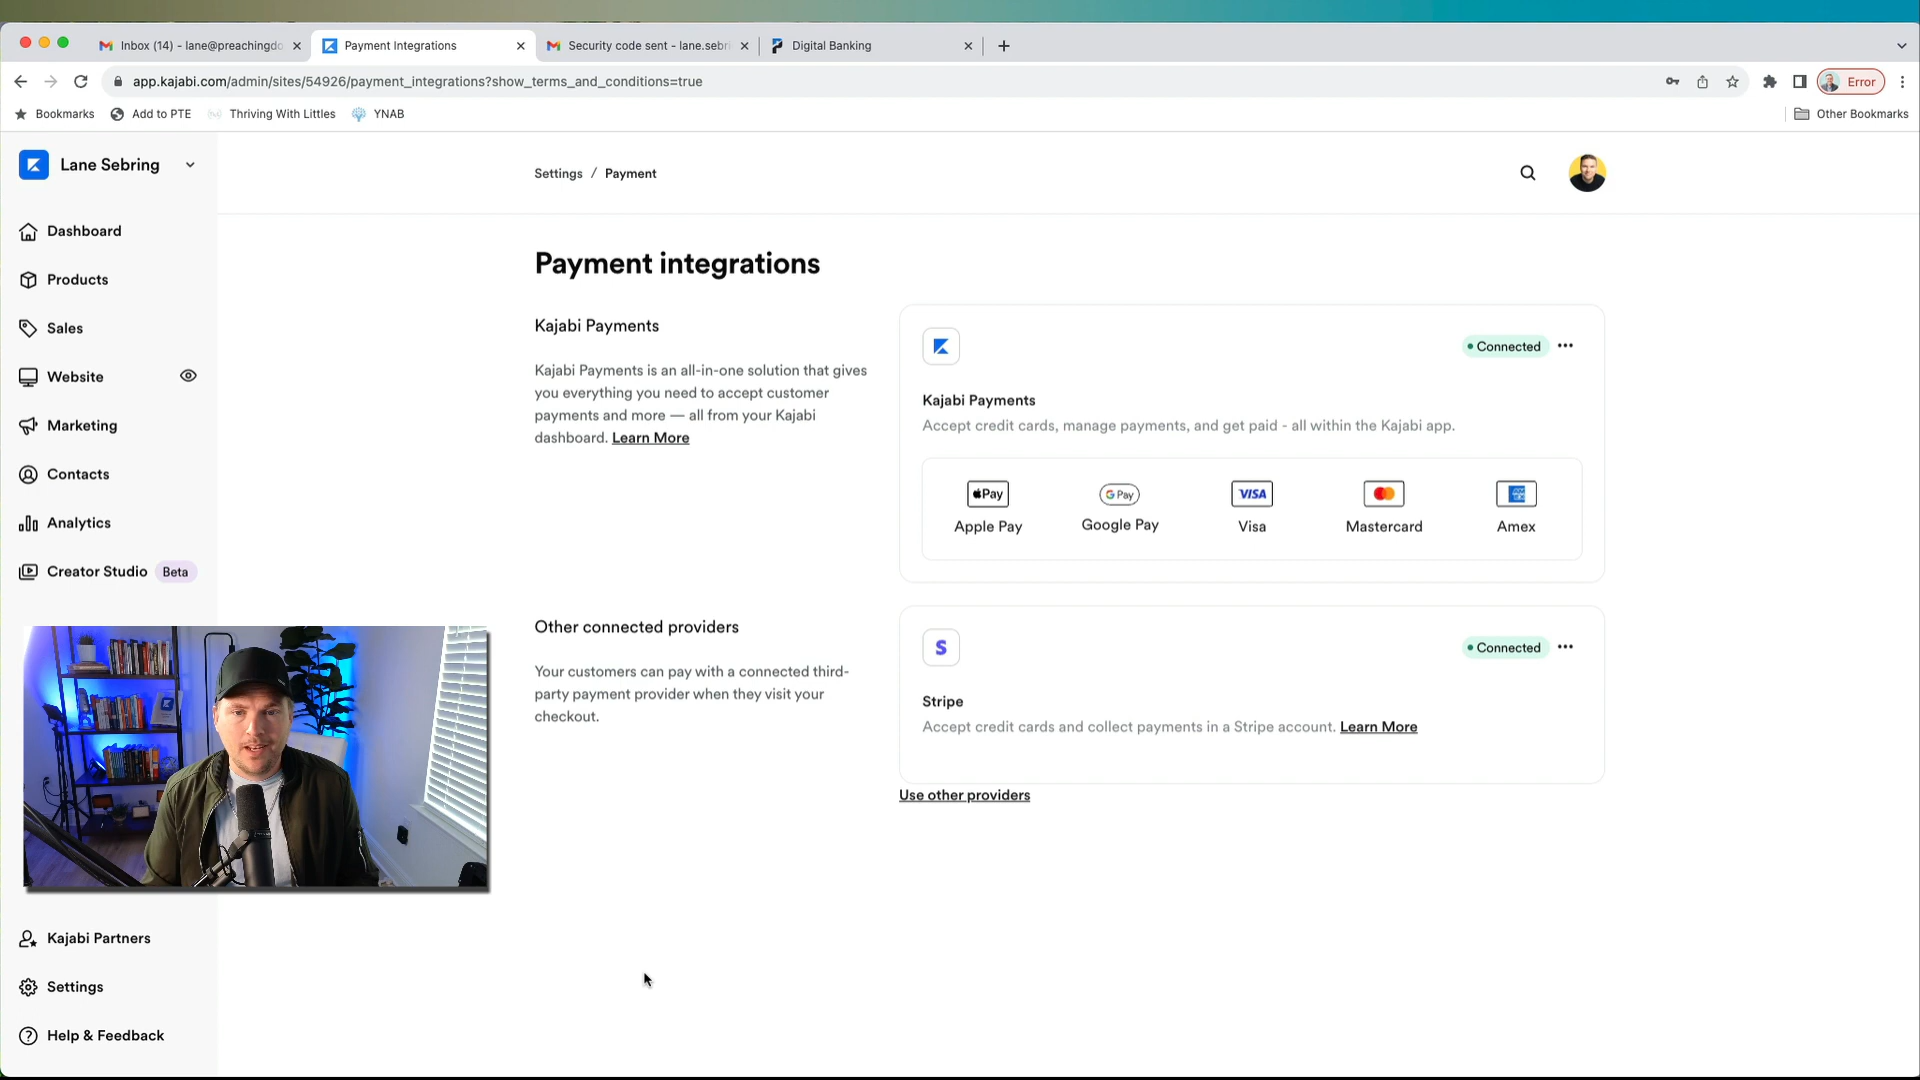 Inbox (14) - lane@preachingdo
Payment Integrations
Security code sent - lane.sebri
Digital Banking
app.kajabi.com/admin/sites/54926/payment_integrations?show_terms_and_conditions=true
Error
Bookmarks
Add to PTE
Thriving With Littles
YNAB
Other Bookmarks
Lane Sebring
Settings / Payment
Dashboard
Products
Sales
Website
Marketing
Contacts
Analytics
Creator Studio Beta
Kajabi Partners
Settings
Help & Feedback
Payment integrations
Kajabi Payments
Kajabi Payments is an all-in-one solution that gives
you everything you need to accept customer
payments and more — all from your Kajabi
dashboard. Learn More
Connected
Kajabi Payments
Accept credit cards, manage payments, and get paid - all within the Kajabi app.
Pay
G Pay
VISA
Apple Pay
Google Pay
Visa
Mastercard
Amex
Other connected providers
Your customers can pay with a connected third-
party payment provider when they visit your
checkout.
S
Connected
Stripe
Accept credit cards and collect payments in a Stripe account. Learn More
Use other providers